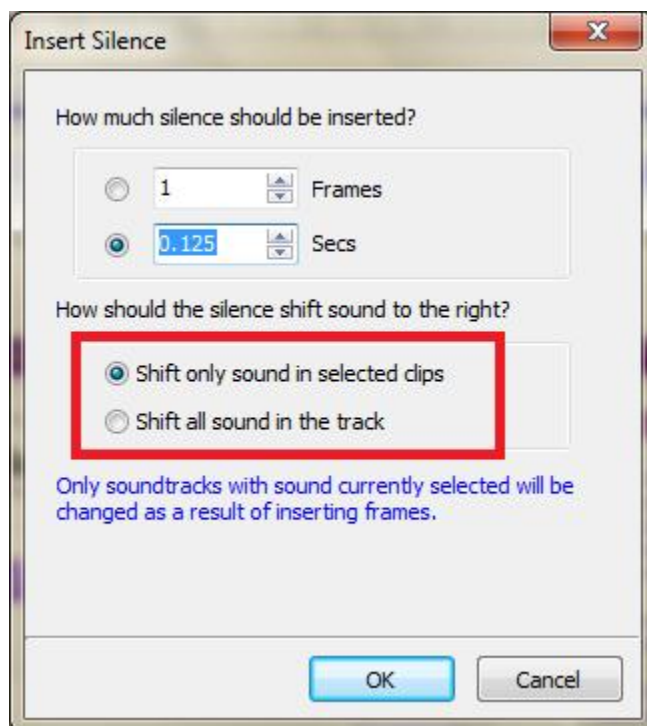 Insert Silence
How much silence should be inserted?
1 Frames
0.125 Secs
How should the silence shift sound to the right?
Shift only sound in selected clips
Shift all sound in the track
Only soundtracks with sound currently selected will be
changed as a result of inserting frames.
OK Cancel